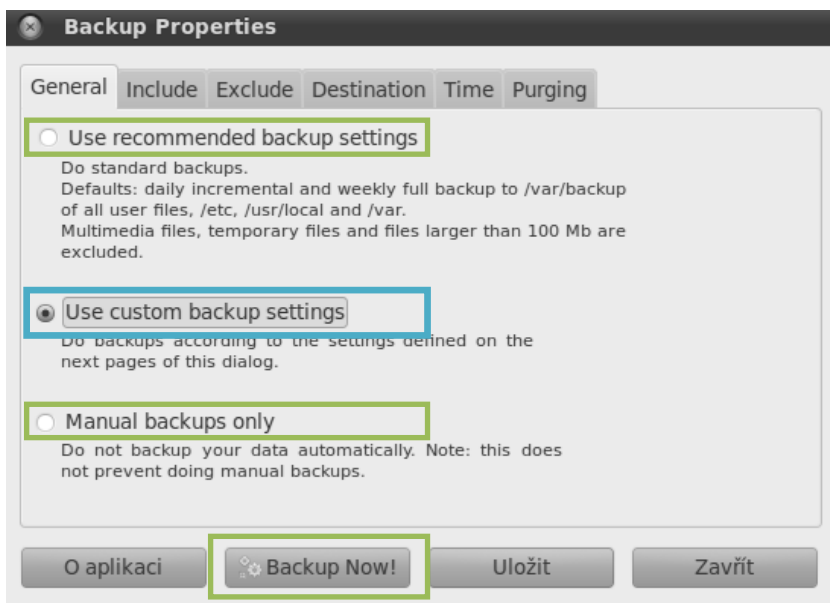 Backup Properties
General Include Exclude Destination Time Purging
Use recommended backup settings
Do standard backups.
Defaults: daily incremental and weekly full backup to /var/backup
of all user files, /etc, /usr/local and /var.
Multimedia files, temporary files and files larger than 100 Mb are
excluded.
Use custom backup settings
Do backups according to the settings defined on the
next pages of this dialog.
Manual backups only
Do not backup your data automatically. Note: this does
not prevent doing manual backups.
O aplikaci Backup Now! Uložit Zavřít